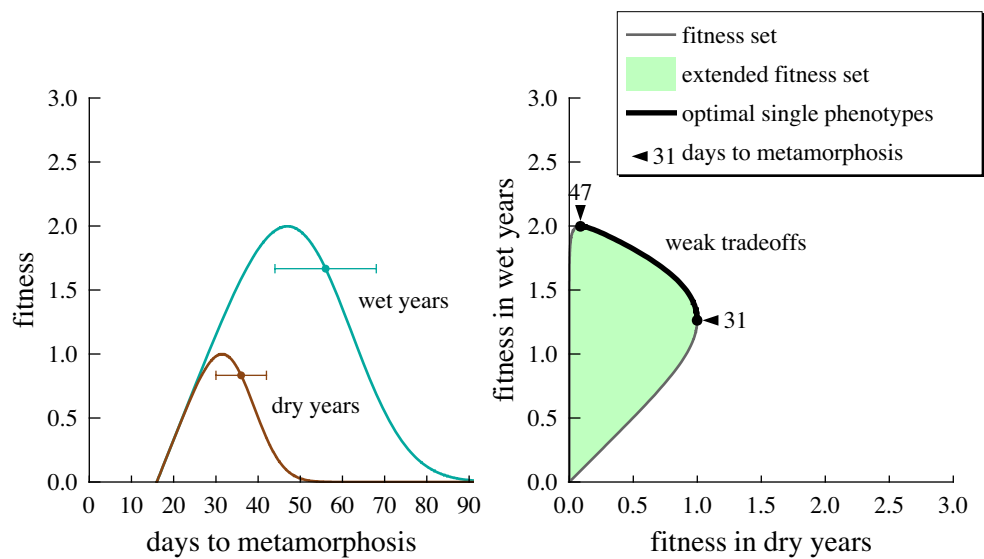 fitness set
extended fitness set
optimal single phenotypes
31 days to metamorphosis
3.0
2.5
2.0
1.5
1.0
0.5
0.0
fitness
wet years
dry years
0 10 20 30 40 50 60 70 80 90
days to metamorphosis
3.0
2.5
2.0
1.5
1.0
0.5
0.0
fitness in wet years
47
weak tradeoffs
31
0.0 0.5 1.0 1.5 2.0 2.5 3.0
fitness in dry years